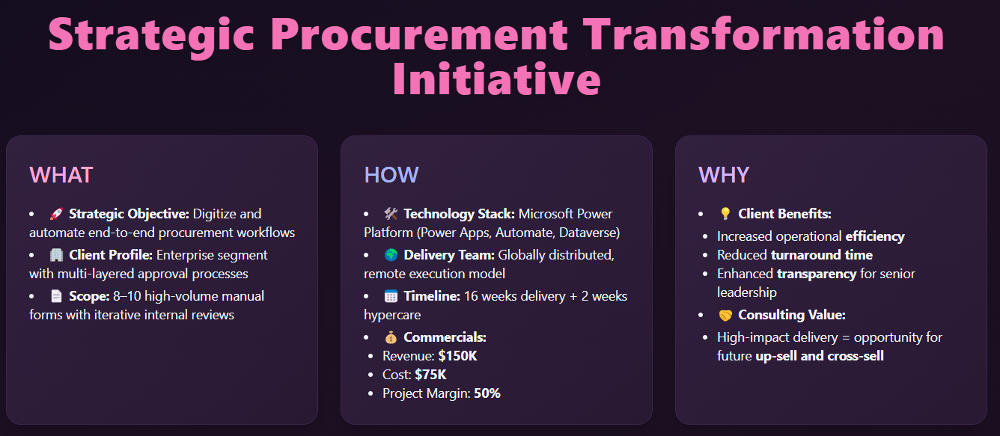 Strategic Procurement Transformation
Initiative
WHAT
• 🚀 Strategic Objective: Digitize and
automate end-to-end procurement workflows
• 🏢 Client Profile: Enterprise segment
with multi-layered approval processes
• 📄 Scope: 8–10 high-volume manual
forms with iterative internal reviews
HOW
• 🛠️ Technology Stack: Microsoft Power
Platform (Power Apps, Automate, Dataverse)
• 🌍 Delivery Team: Globally distributed,
remote execution model
• 📅 Timeline: 16 weeks delivery + 2 weeks
hypercare
• 💰 Commercials:
• Revenue: $150K
• Cost: $75K
• Project Margin: 50%
WHY
• 💡 Client Benefits:
• Increased operational efficiency
• Reduced turnaround time
• Enhanced transparency for senior
leadership
• 🤝 Consulting Value:
• High-impact delivery = opportunity for
future up-sell and cross-sell